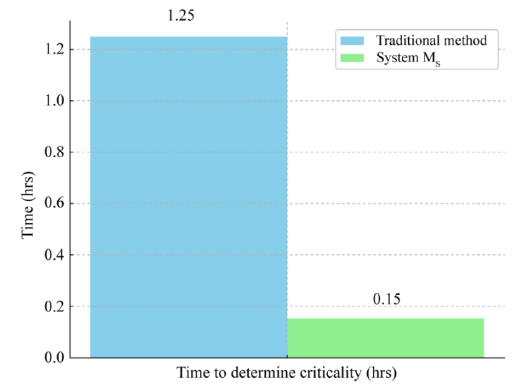 1.25
Traditional method
System Ms
1.2
1.0
0.8
0.6
0.4
0.2
0.0
Time (hrs)
0.15
Time to determine criticality (hrs)